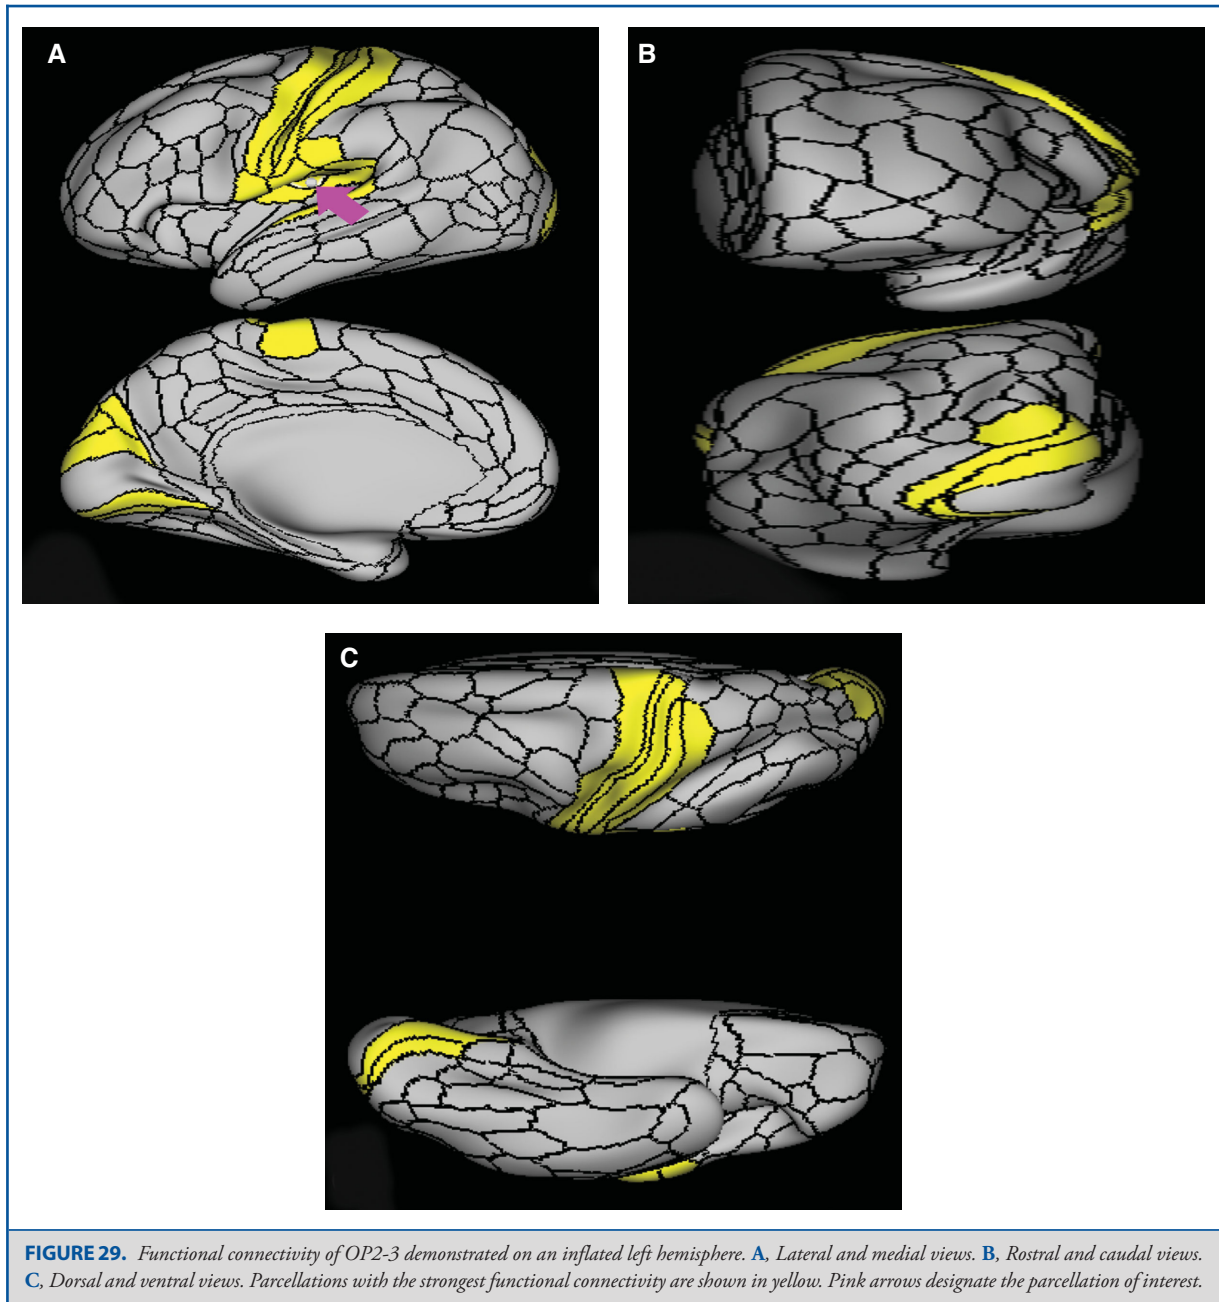 A
B
C
FIGURE 29. Functional connectivity of OP2-3 demonstrated on an inflated left hemisphere. A, Lateral and medial views. B, Rostral and caudal views.
C, Dorsal and ventral views. Parcellations with the strongest functional connectivity are shown in yellow. Pink arrows designate the parcellation of interest.